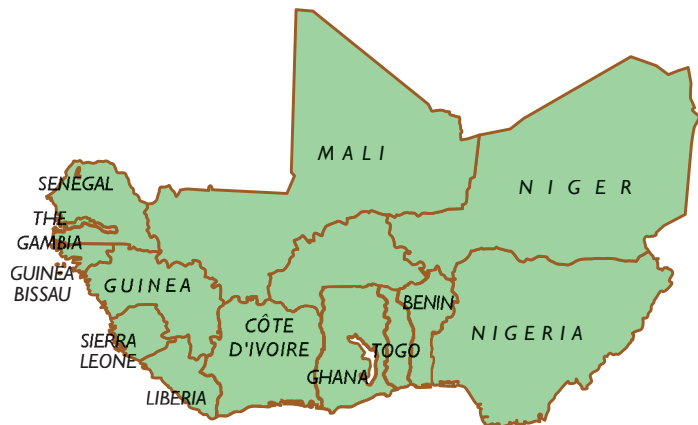 MALI
SENEGAL
NIGER
THE
GAMBIA
GUINEA
BISSAU
GUINEA
BENIN
CÔTE
D'IVOIRE
NIGERIA
SIERRA
LEONE
TOGO
GHANA
LIBERIA